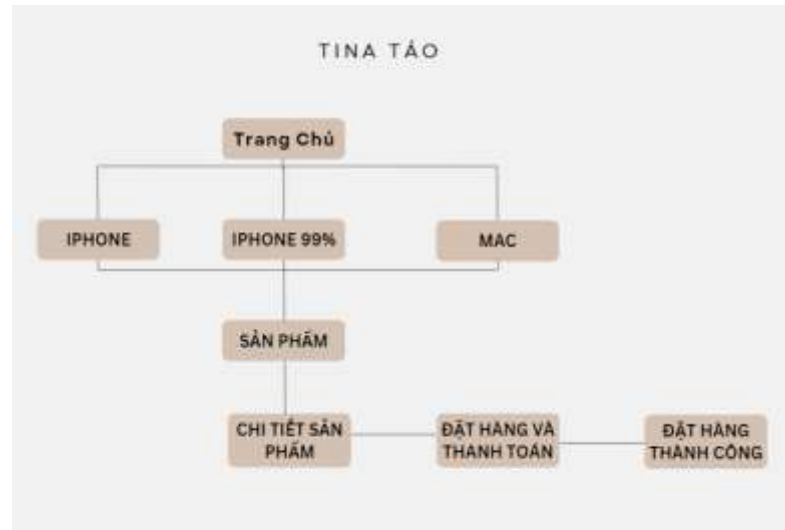 TINA TÁO
Trang Chủ
IPHONE
IPHONE 99%
MAC
SẢN PHẨM
CHI TIẾT SẢN
PHẨM
ĐẶT HÀNG VÀ
THANH TOÁN
ĐẶT HÀNG
THÀNH CÔNG